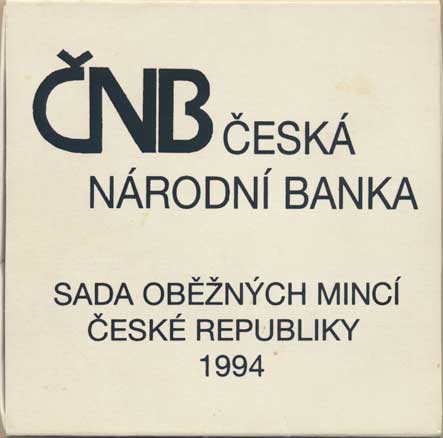 ČNB ČESKÁ
NÁRODNÍ BANKA
SADA OBĚŽNÝCH MINCÍ
ČESKÉ REPUBLIKY
1994